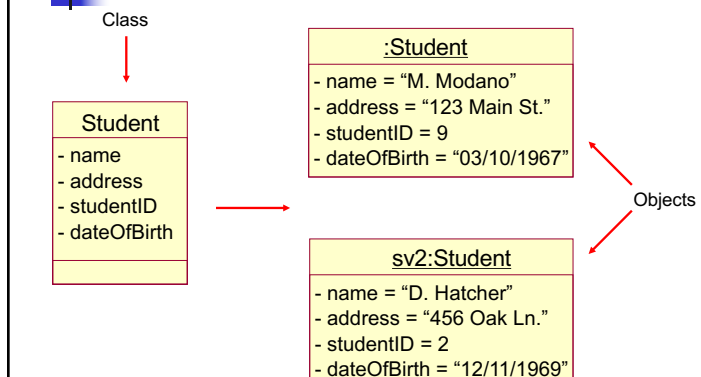 Class
Student
- name
- address
- studentID
- dateOfBirth
:Student
- name = “M. Modano”
- address = “123 Main St.”
- studentID = 9
- dateOfBirth = “03/10/1967”
Objects
sv2:Student
- name = “D. Hatcher”
- address = “456 Oak Ln.”
- studentID = 2
- dateOfBirth = “12/11/1969”